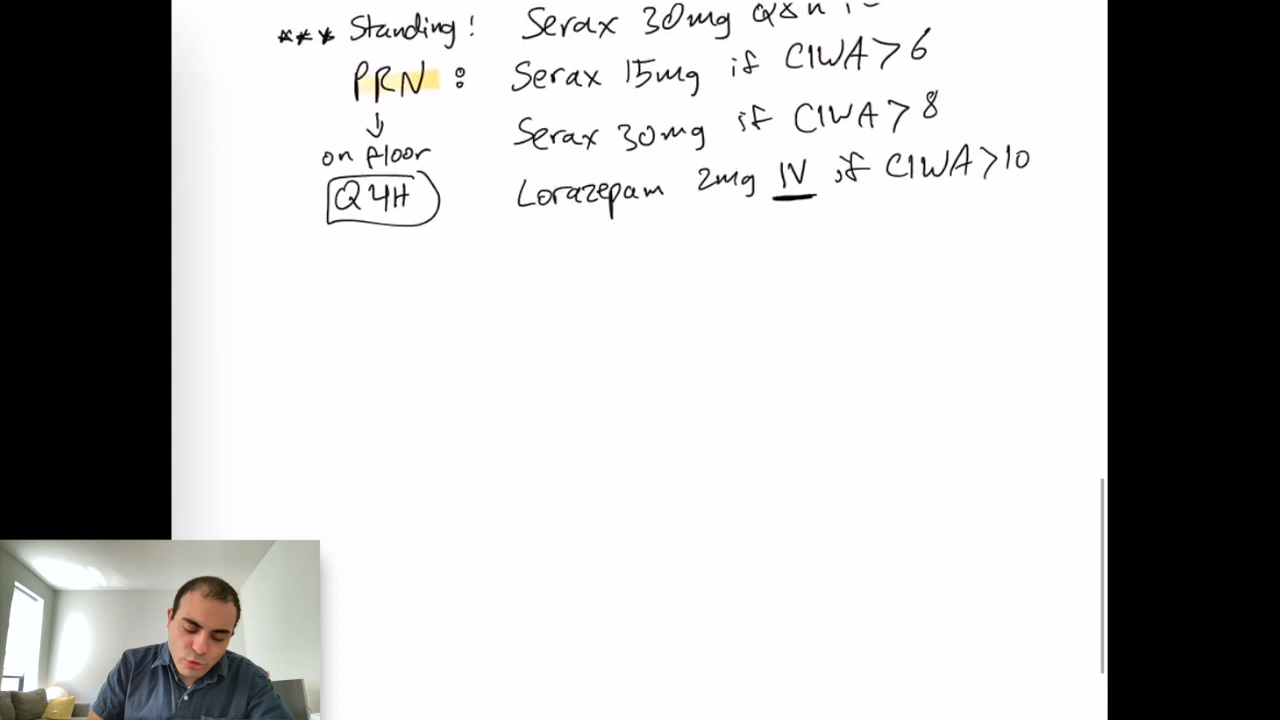 *** Standing! Serax 30mg Q8h
PRN : Serax 15mg if CIWA > 6
↓
on floor
Q4H
Serax 30mg if CIWA > 8
Lorazepam 2mg IV if CIWA > 10